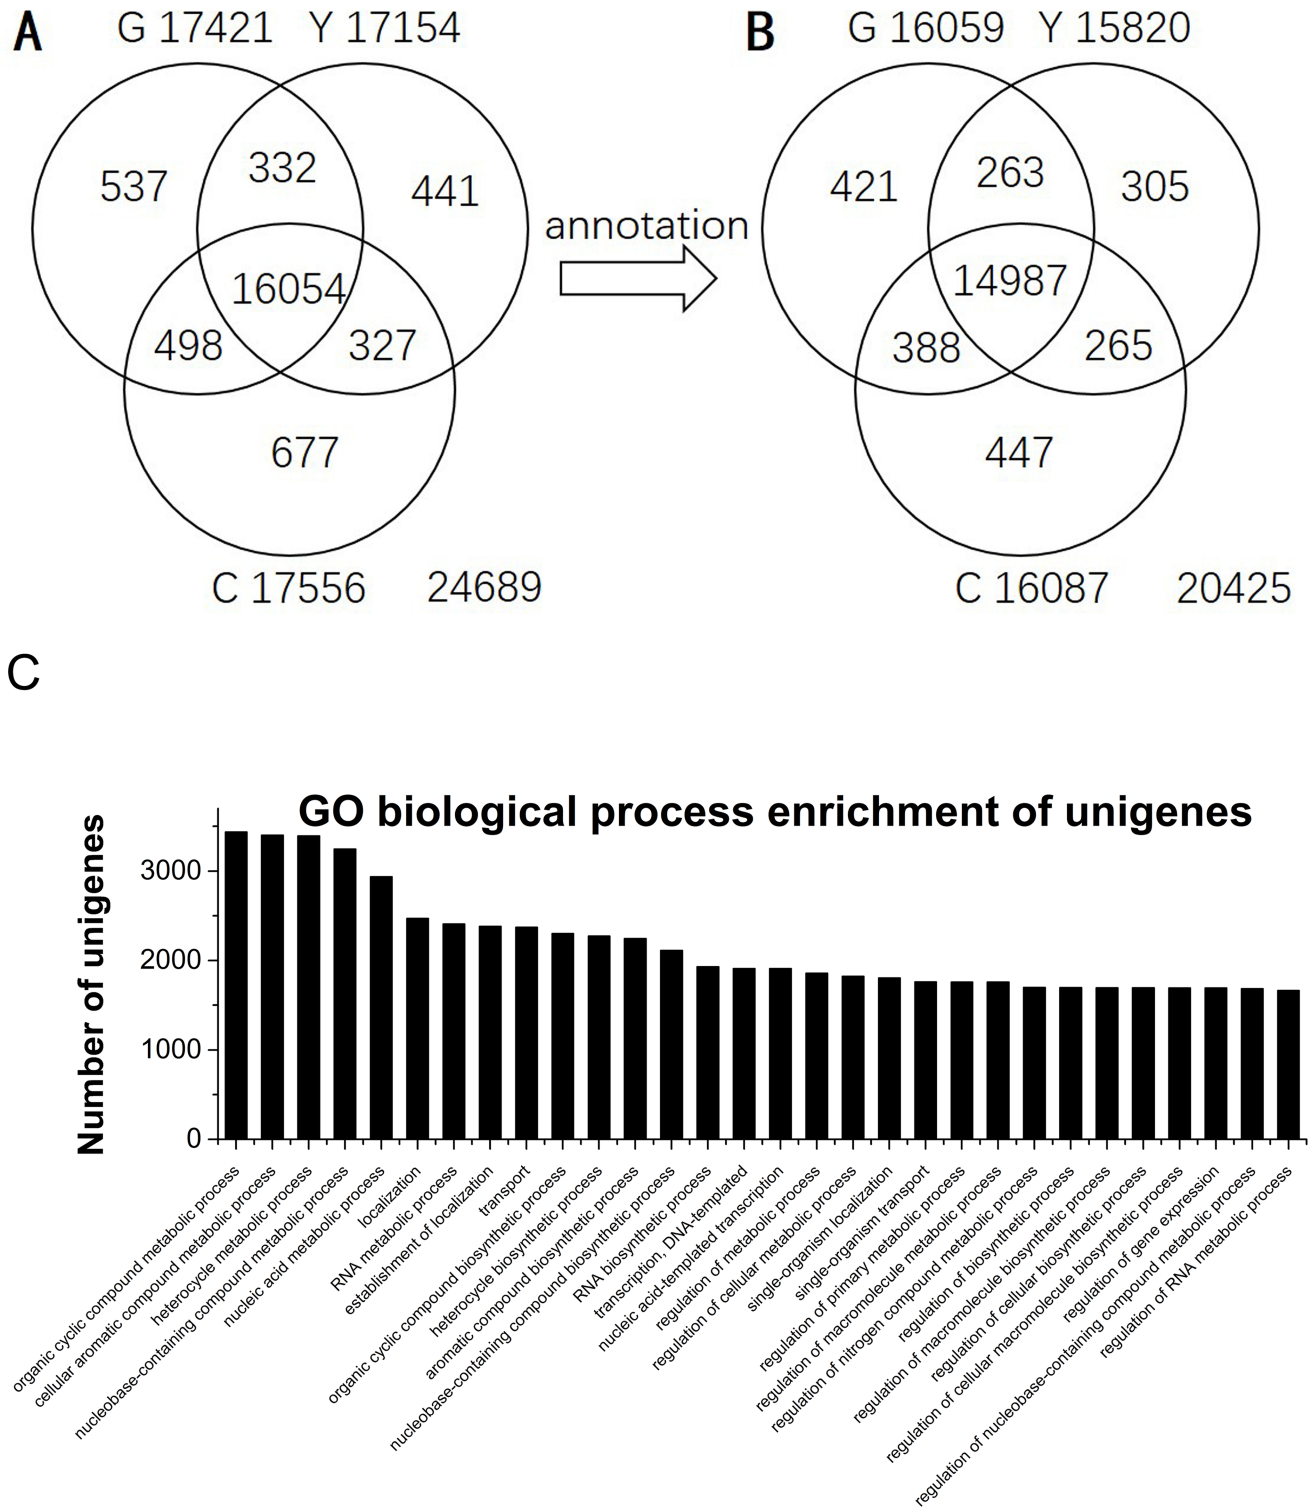 A
G 17421 Y 17154
537
332
441
16054
498
327
677
C 17556
24689
annotation
B
G 16059 Y 15820
421
263
305
14987
388
265
447
C 16087
20425
C
GO biological process enrichment of unigenes
Number of unigenes
3000
2000
1000
0
organic cyclic compound metabolic process
cellular aromatic compound metabolic process
heterocycle metabolic process
nucleobase-containing compound metabolic process
nucleic acid metabolic process
localization
RNA metabolic process
establishment of localization
transport
organic cyclic compound biosynthetic process
heterocycle biosynthetic process
aromatic compound biosynthetic process
nucleobase-containing compound biosynthetic process
RNA biosynthetic process
transcription, DNA-templated
nucleic acid-templated transcription
regulation of metabolic process
regulation of cellular metabolic process
single-organism localization
single-organism transport
regulation of primary metabolic process
regulation of macromolecule metabolic process
regulation of nitrogen compound metabolic process
regulation of biosynthetic process
regulation of macromolecule biosynthetic process
regulation of cellular biosynthetic process
regulation of cellular macromolecule biosynthetic process
regulation of gene expression
regulation of nucleobase-containing compound metabolic process
regulation of RNA metabolic process